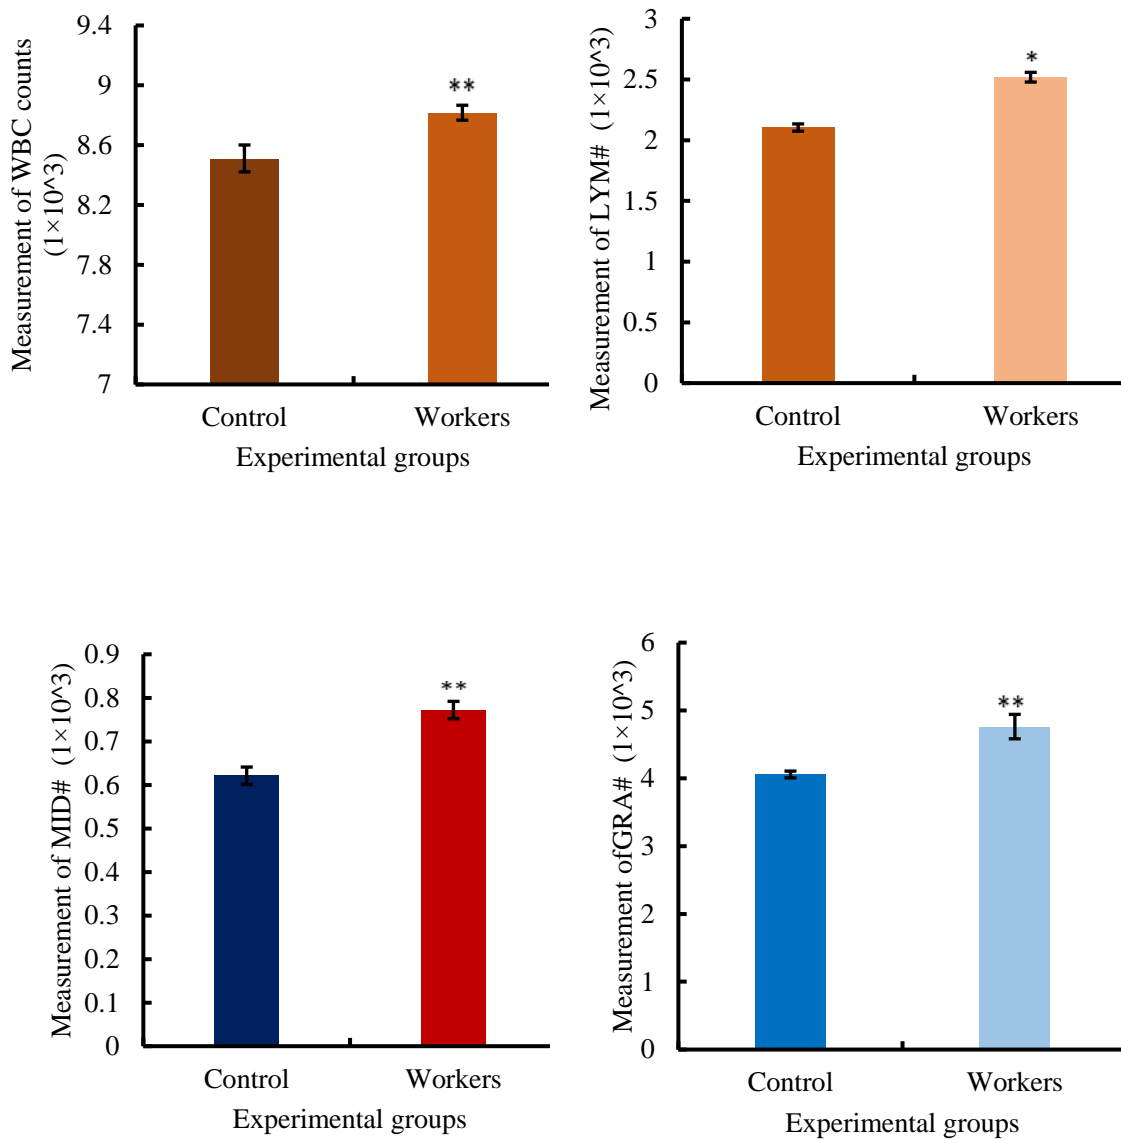 Measurement of WBC counts
(1×10^3)
9.4
9
8.6
8.2
7.8
7.4
7
**
Control
Workers
Experimental groups
Measurement of LYM# (1×10^3)
3
2.5
2
1.5
1
0.5
0
*
Control
Workers
Experimental groups
Measurement of MID# (1×10^3)
0.9
0.8
0.7
0.6
0.5
0.4
0.3
0.2
0.1
0
**
Control
Workers
Experimental groups
Measurement ofGRA# (1×10^3)
6
5
4
3
2
1
0
**
Control
Workers
Experimental groups